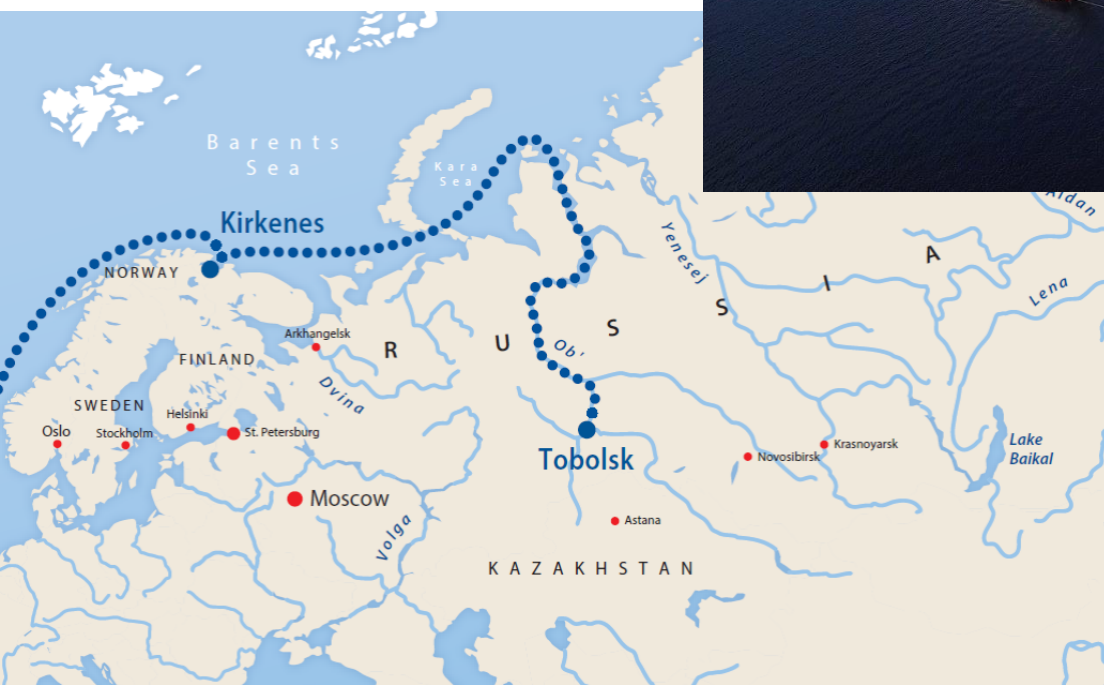 Barents
Sea
Kara
Sea
Kirkenes
NORWAY
Yenesej
Aldan
Lena
RUSSIA
Arkhangelsk
Ob'
FINLAND
Dvina
SWEDEN
Helsinki
Oslo
Stockholm
St. Petersburg
Tobolsk
Novosibirsk
Krasnoyarsk
Lake
Baikal
Moscow
Volga
Astana
KAZAKHSTAN